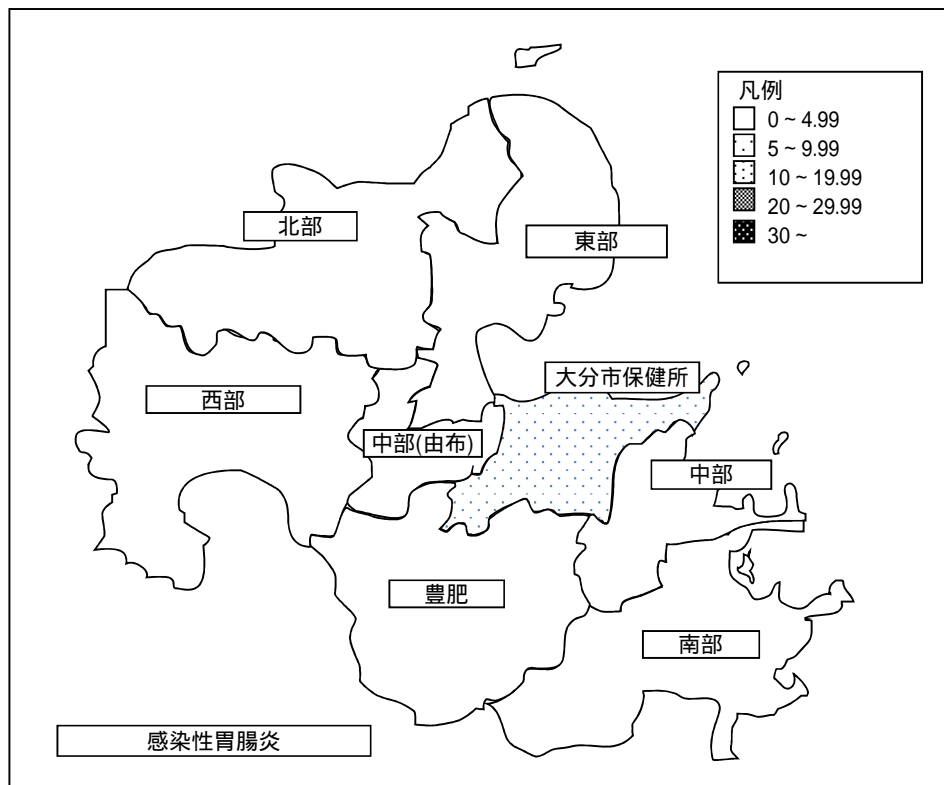 凡例
0 ~ 4.99
5 ~ 9.99
10 ~ 19.99
20 ~ 29.99
30 ~
北部
東部
大分市保健所
西部
中部(由布)
中部
豊肥
南部
感染性胃腸炎